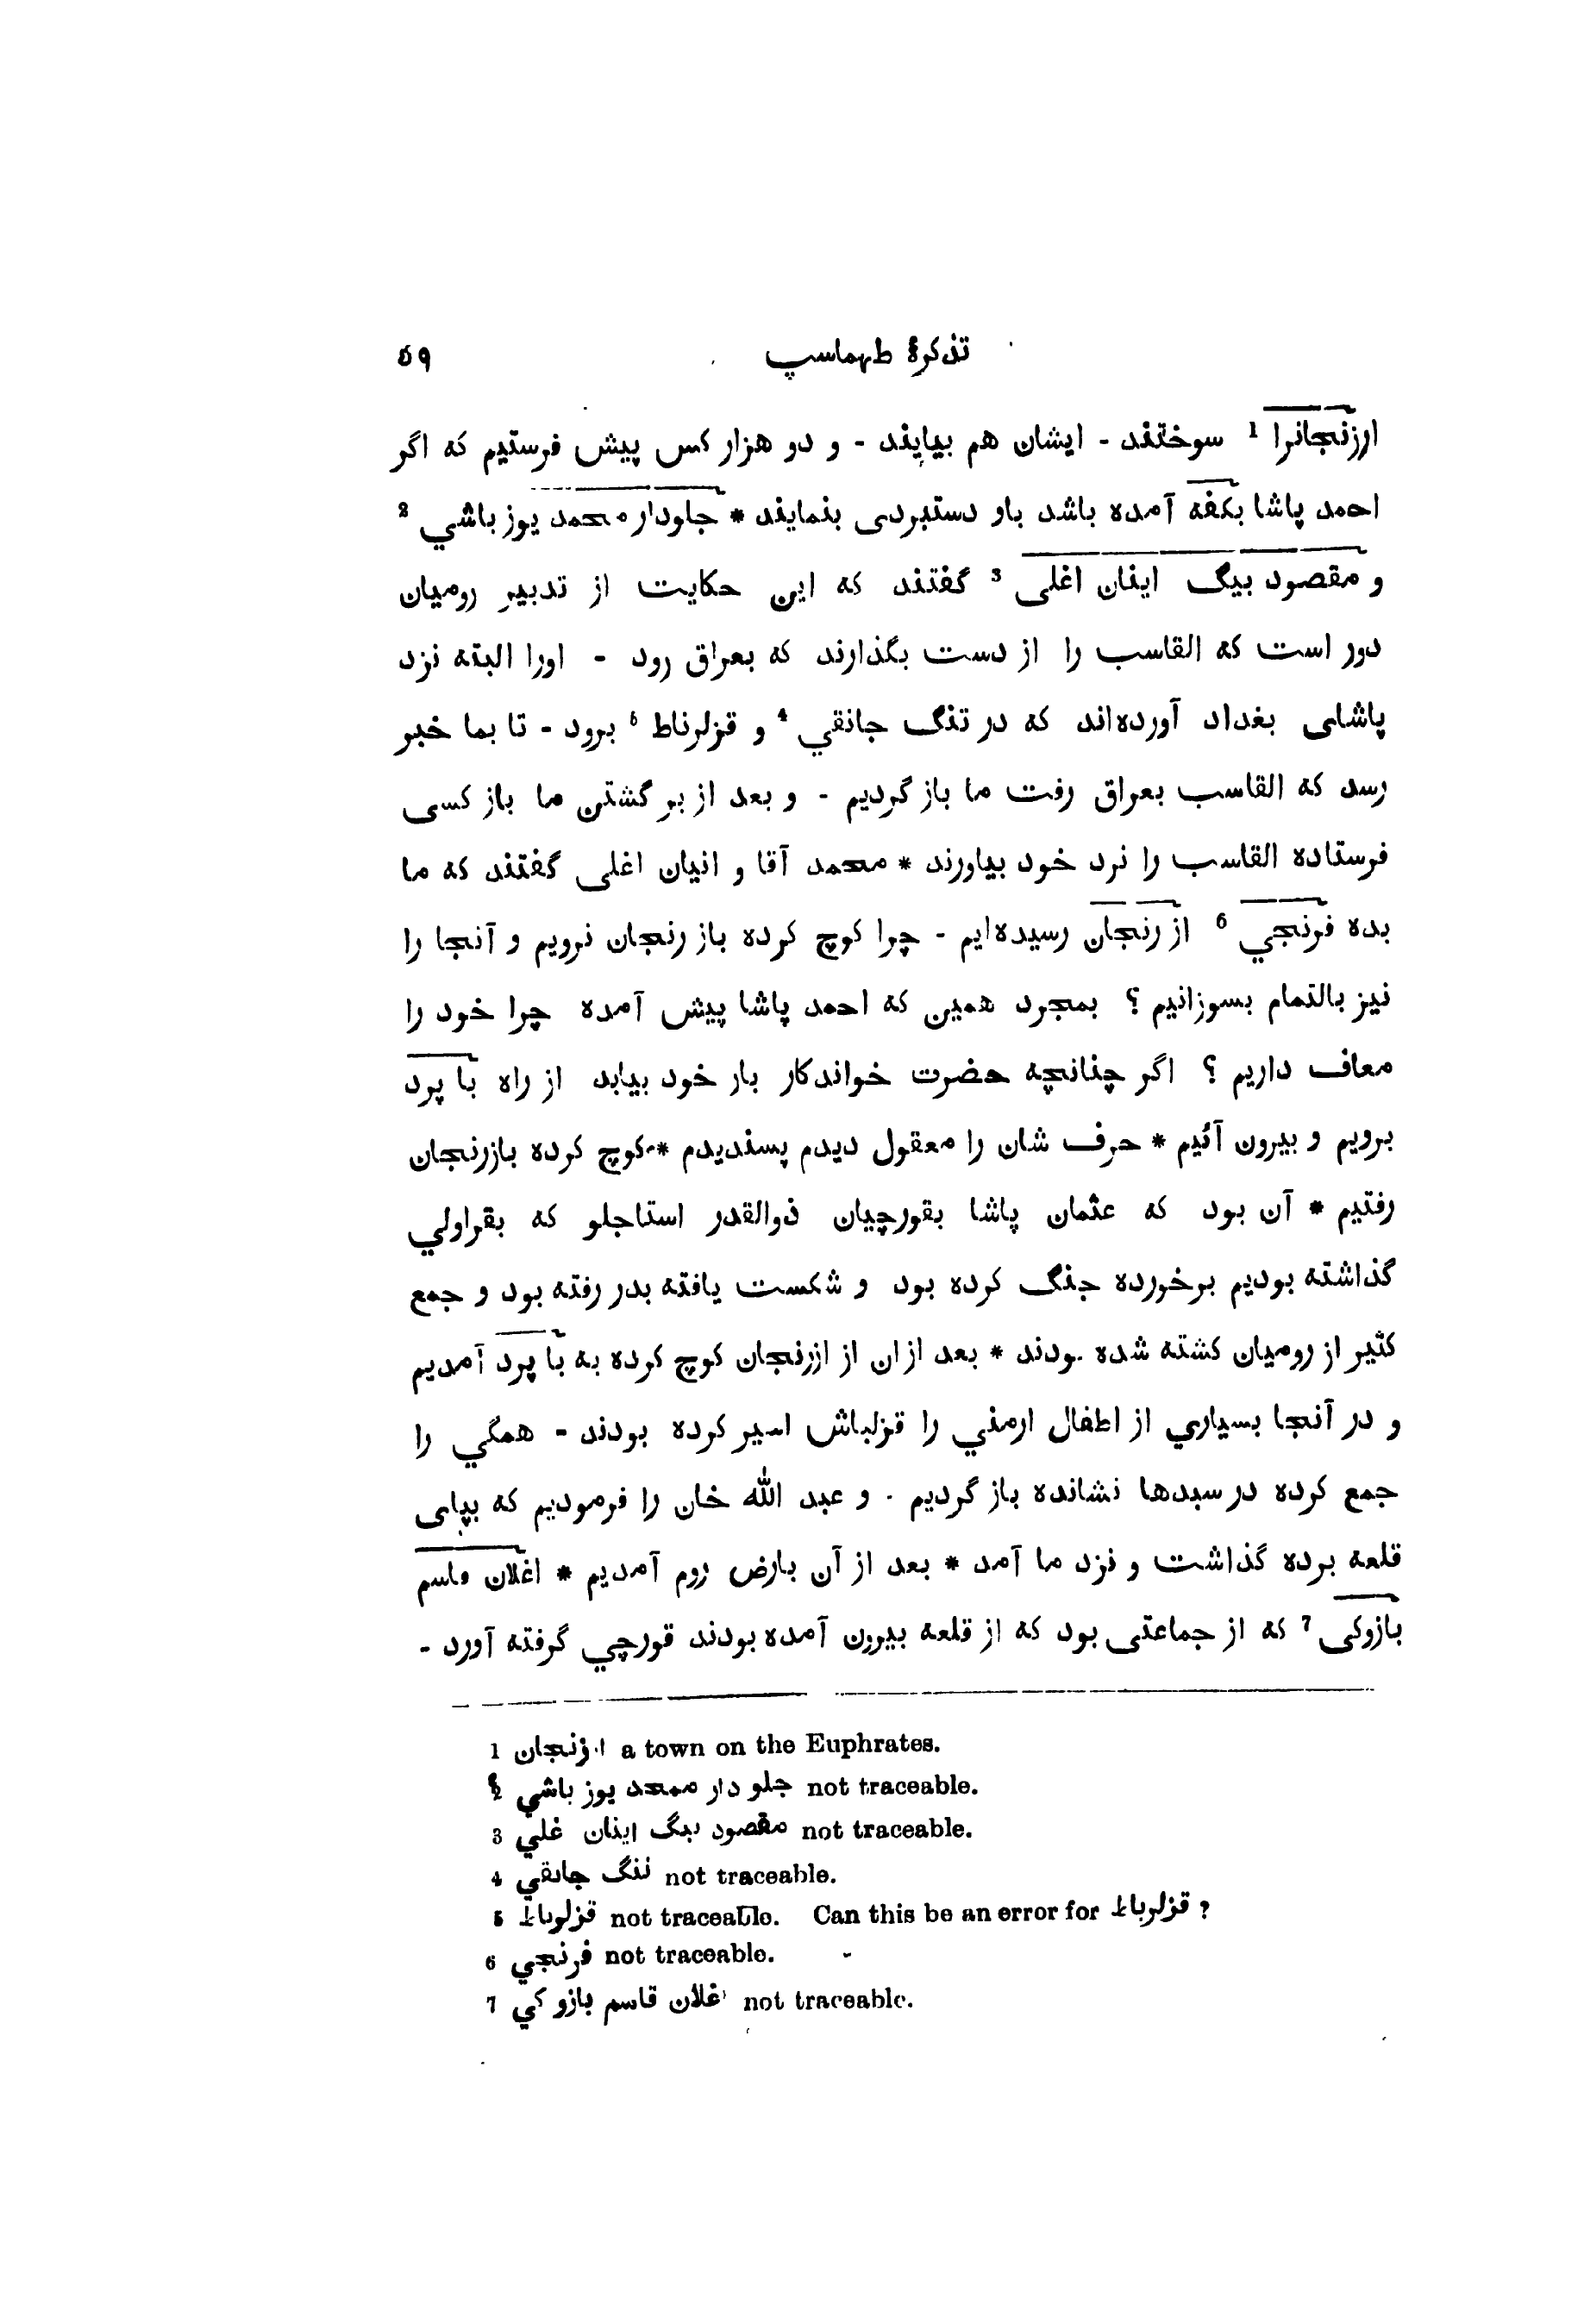 تذکرهٔ طهماسپ ۵۹
ارزنجانرا 1 سوختند - ایشان هم بیایند - و دو هزار کس پیش فرستیم که اگر
احمد پاشا بکفه آمده باشد باو دستبردی بنمایند * جلودار محمد یوز باشي 2
و مقصود بیگ اینان اغلی 3 گفتند که این حکایت از تدبیر رومیان
دور است که القاسب را از دست بگذارند که بعراق رود - اورا البته نزد
پاشای بغداد آورده‌اند که در تنگ جانقي 4 و قزلرناط 5 برود - تا بما خبر
رسد که القاسب بعراق رفت ما باز گردیم - و بعد از بر گشتن ما باز کسی
فرستاده القاسب را نرد خود بیاورند * محمد آقا و انیان اغلی گفتند که ما
بده فرنجي 6 از رنجان رسیده‌ایم - چرا کوچ کرده باز رنجان نرویم و آنجا را
نیز بالتمام بسوزانیم ؟ بمجرد همین که احمد پاشا پیش آمده چرا خود را
معاف داریم ؟ اگر چنانچه حضرت خواندکار بار خود بیابد از راه با پرد
برویم و بیرون آئیم * حرف شان را معقول دیدم پسندیدم * کوچ کرده بازرنجان
رفتیم * آن بود که عثمان پاشا بقورچیان ذوالقدر استاجلو که بقراولي
گذاشته بودیم برخورده جنگ کرده بود و شکست یافته بدر رفته بود و جمع
کثیر از رومیان کشته شده بودند * بعد ازان از ازرنجان کوچ کرده به با پرد آمدیم
و در آنجا بسیاري از اطفال ارمني را قزلباش اسیر کرده بودند - همگي را
جمع کرده در سبدها نشانده باز گردیم . و عبد الله خان را فرمودیم که بپای
قلعه برده گذاشت و نزد ما آمد * بعد از آن بارض روم آمدیم * اغلان قاسم
بازوکی 7 که از جماعتی بود که از قلعه بیرون آمده بودند قورچي گرفته آورد -
1 ارزنجان a town on the Euphrates.
2 جلو دار محمد یوز باشي not traceable.
3 مقصود بیگ اینان غلي not traceable.
4 تنگ جانقي not traceable.
5 قزلرناط not traceable. Can this be an error for قزلرباط ?
6 فرنجي not traceable.
7 اغلان قاسم بازو کي not traceable.